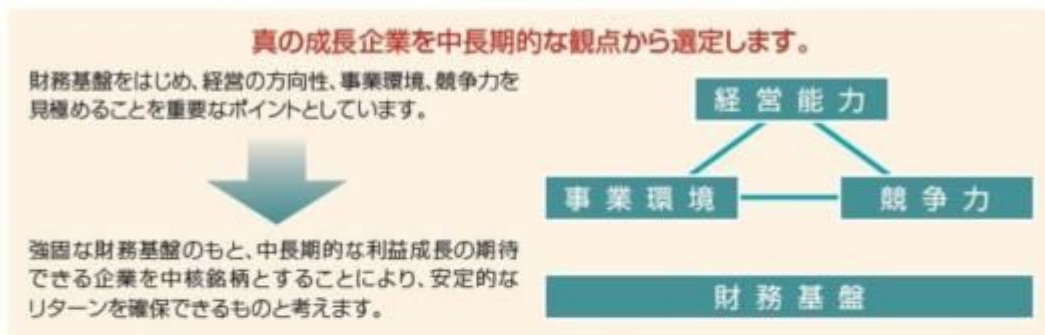 真の成長企業を中長期的な観点から選定します。
財務基盤をはじめ、経営の方向性、事業環境、競争力を
見極めることを重要なポイントとしています。
強固な財務基盤のもと、中長期的な利益成長の期待
できる企業を中核銘柄とすることにより、安定的な
リターンを確保できるものと考えます。
経営能力
事業環境
競争力
財務基盤